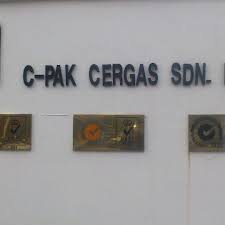 C-PAK CERGAS SDN.